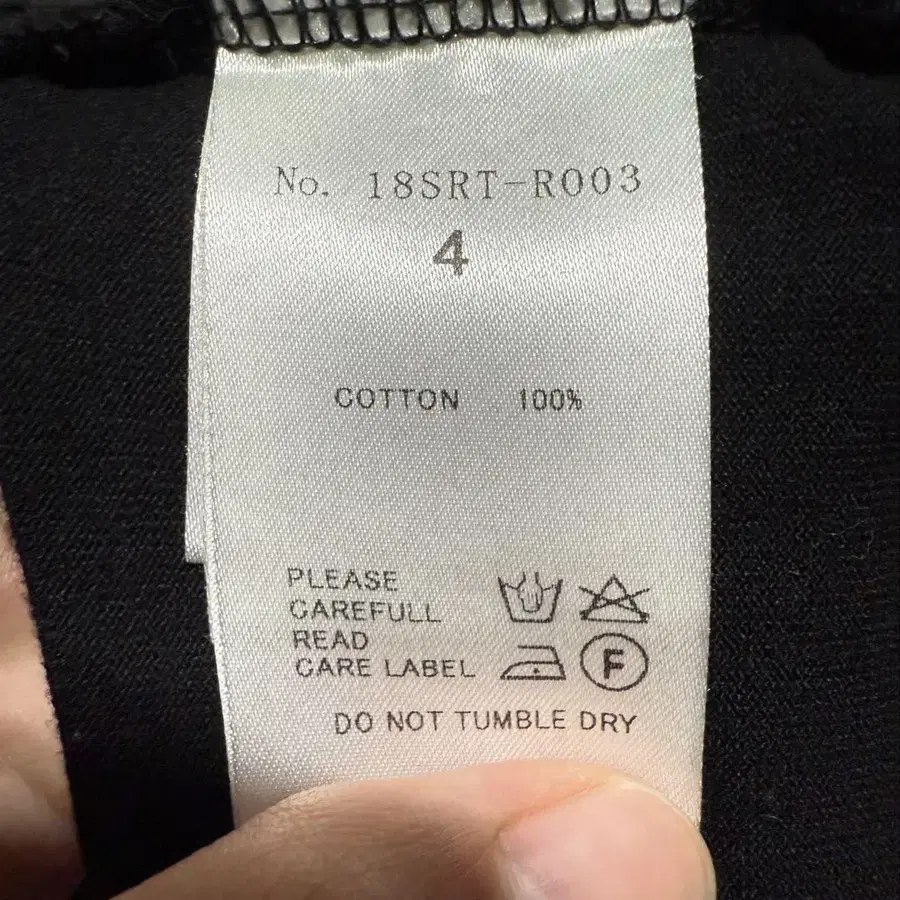 No. 18SRT-R003
4
COTTON 100%
PLEASE
CAREFULL
READ
CARE LABEL
F
DO NOT TUMBLE DRY